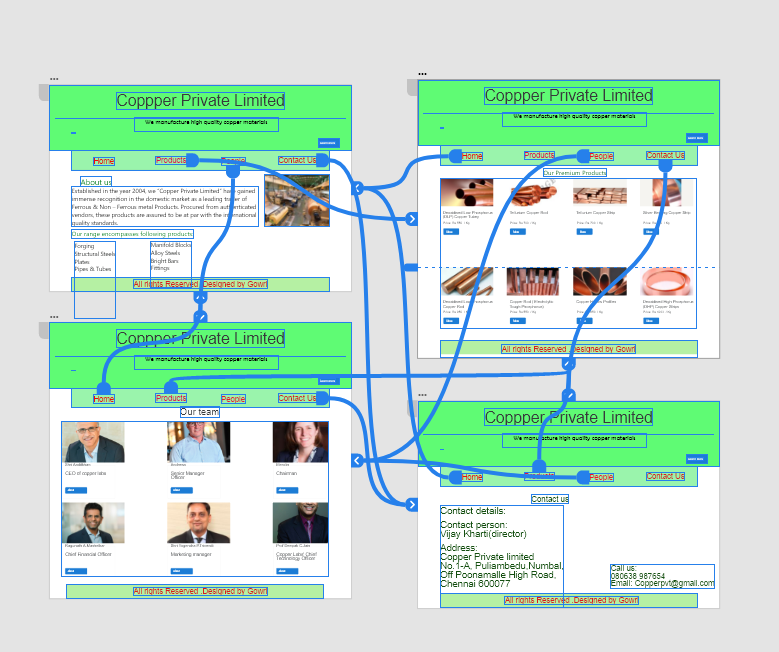 Coppper Private Limited
We manufacture high quality copper materials
Home Products People Contact Us
About us
Established in the year 2004, we "Copper Private Limited" have gained
immense recognition in the domestic market as a leading trader of
Ferrous & Non – Ferrous metal Products. Procured from authenticated
vendors, these products are assured to be at par with the international
quality standards.
Our range encompasses following products:
Forging
Structural Steels
Plates
Pipes & Tubes
Manifold Blocks
Alloy Steels
Bright Bars
Fittings
All rights Reserved .Designed by Gowri
Coppper Private Limited
We manufacture high quality copper materials
Home Products People Contact Us
Our Premium Products
Tellurium Copper Rod
Tellurium Copper Strip
All rights Reserved .Designed by Gowri
Coppper Private Limited
We manufacture high quality copper materials
Home Products People Contact Us
Our team
CEO of copper labs
Senior Manager
Officer
Chairman
Chief Financial Officer
Marketing manager
Copper Label Chief
Technology Officer
All rights Reserved .Designed by Gowri
Coppper Private Limited
We manufacture high quality copper materials
Home Products People Contact Us
Contact us
Contact details:
Contact person:
Vijay Kharti(director)
Address:
Copper Private limited
No.1-A, Puliambedu,Numbal,
Off Poonamalle High Road,
Chennai 600077
Call us:
080638 987654
Email: Copperpvt@gmail.com
All rights Reserved .Designed by Gowri